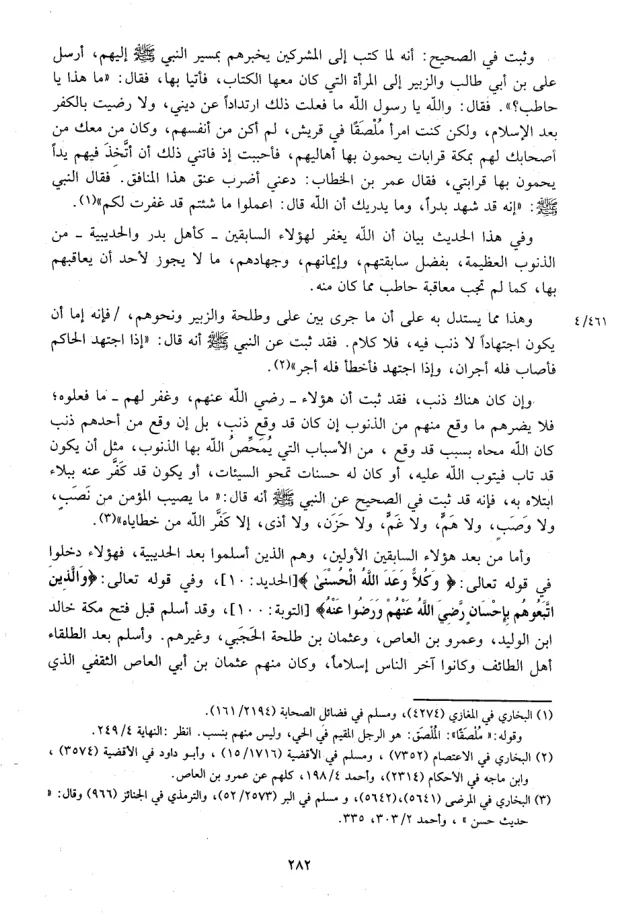 وثبت في الصحيح: أنه لما كتب إلى المشركين يخبرهم بمسير النبي ﷺ إليهم، أرسل
على بن أبي طالب والزبير إلى المرأة التي كان معها الكتاب، فأتيا بها، فقال: «ما هذا يا
حاطب؟». فقال: والله يا رسول الله ما فعلت ذلك ارتداداً عن ديني، ولا رضيت بالكفر
بعد الإسلام، ولكن كنت امرأ مُلْصَقًا في قريش، لم أكن من أنفسهم، وكان من معك من
أصحابك لهم بمكة قرابات يحمون بها أهاليهم، فأحببت إذ فاتني ذلك أن أتَّخذ فيهم يداً
يحمون بها قرابتي، فقال عمر بن الخطاب: دعني أضرب عنق هذا المنافق. فقال النبي
ﷺ: «إنه قد شهد بدراً، وما يدريك أن الله قال: اعملوا ما شئتم قد غفرت لكم»(١).
وفي هذا الحديث بيان أن الله يغفر لهؤلاء السابقين ـ كأهل بدر والحديبية ـ من
الذنوب العظيمة، بفضل سابقتهم، وإيمانهم، وجهادهم، ما لا يجوز لأحد أن يعاقبهم
بها، كما لم تجب معاقبة حاطب مما كان منه.
٤/٤٦١ وهذا مما يستدل به على أن ما جرى بين على وطلحة والزبير ونحوهم، /فإنه إما أن
يكون اجتهاداً لا ذنب فيه، فلا كلام. فقد ثبت عن النبي ﷺ أنه قال: «إذا اجتهد الحاكم
فأصاب فله أجران، وإذا اجتهد فأخطأ فله أجر»(٢).
وإن كان هناك ذنب، فقد ثبت أن هؤلاء ـ رضي الله عنهم، وغفر لهم ـ ما فعلوه؛
فلا يضرهم ما وقع منهم من الذنوب إن كان قد وقع ذنب، بل إن وقع من أحدهم ذنب
كان الله محاه بسبب قد وقع ، من الأسباب التي يُمَحِّصُ الله بها الذنوب، مثل أن يكون
قد تاب فيتوب الله عليه، أو كان له حسنات تمحو السيئات، أو يكون قد كَفَّر عنه ببلاء
ابتلاه به، فإنه قد ثبت في الصحيح عن النبي ﷺ أنه قال:« ما يصيب المؤمن من نَصَبٍ،
ولا وَصَبٍ، ولا هَمٍّ، ولا غَمٍّ، ولا حَزَن، ولا أذى، إلا كَفَّر الله من خطاياه»(٣).
وأما من بعد هؤلاء السابقين الأولين، وهم الذين أسلموا بعد الحديبية، فهؤلاء دخلوا
في قوله تعالى:﴿ وَكُلاًّ وَعَدَ اللَّهُ الْحُسْنَىٰ ﴾[الحديد:١٠]، وفي قوله تعالى:﴿وَالَّذِينَ
اتَّبَعُوهُم بِإِحْسَانٍ رَّضِيَ اللَّهُ عَنْهُمْ وَرَضُوا عَنْهُ﴾ [التوبة:١٠٠]، وقد أسلم قبل فتح مكة خالد
ابن الوليد، وعمرو بن العاص، وعثمان بن طلحة الحَجَبي، وغيرهم. وأسلم بعد الطلقاء
أهل الطائف وكانوا آخر الناس إسلاماً، وكان منهم عثمان بن أبي العاص الثقفي الذي
(١) البخاري في المغازي (٤٢٧٤)، ومسلم في فضائل الصحابة (١٦١/٢١٩٤).
وقوله:« مُلْصَقًا»: المُلْصَق: هو الرجل المقيم في الحي، وليس منهم بنسب. انظر :النهاية ٢٤٩/٤.
(٢) البخاري في الاعتصام (٧٣٥٢) ، ومسلم في الأقضية (١٥/١٧١٦) ، وأبو داود في الأقضية (٣٥٧٤) ،
وابن ماجه في الأحكام (٢٣١٤)، وأحمد ١٩٨/٤، كلهم عن عمرو بن العاص.
(٣) البخاري في المرضى (٥٦٤١)،(٥٦٤٢)، و مسلم في البر (٥٢/٢٥٧٣)، والترمذي في الجنائز (٩٦٦) وقال: «
حديث حسن » ، وأحمد ٣٠٣/٢، ٣٣٥.
٢٨٢